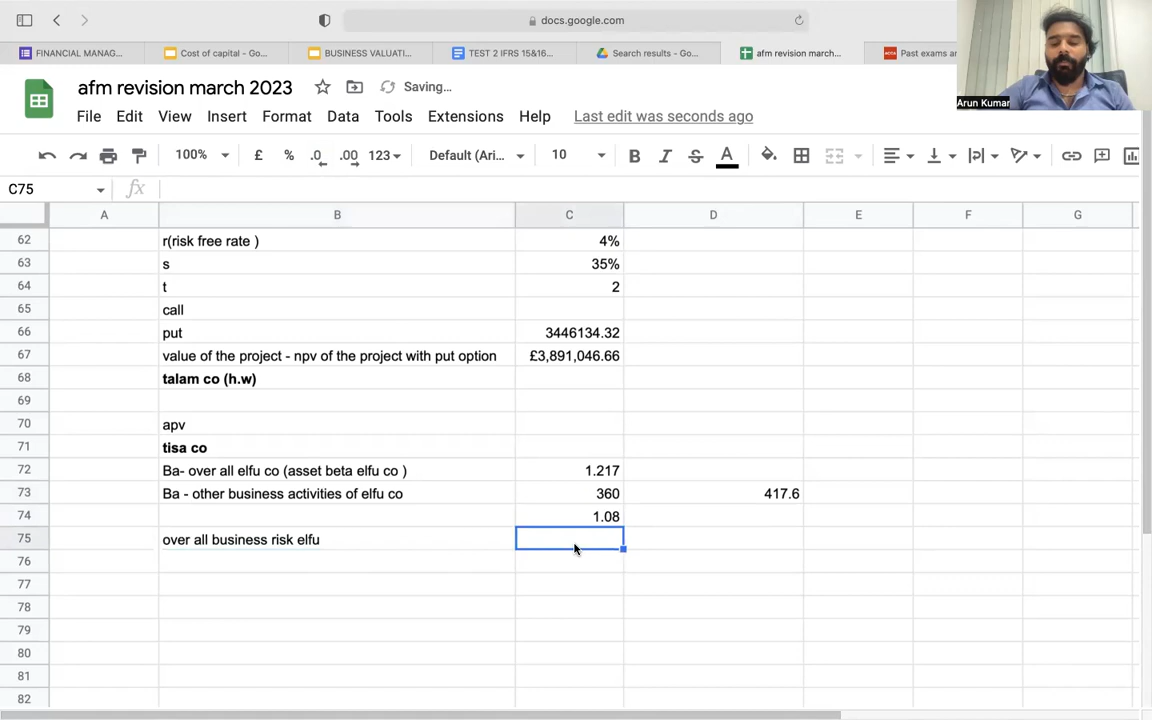 docs.google.com
FINANCIAL MANAG...
Cost of capital - Go...
BUSINESS VALUATI...
TEST 2 IFRS 15&16...
Search results - Go...
afm revision march...
Past exams an
afm revision march 2023
Saving...
File Edit View Insert Format Data Tools Extensions Help Last edit was seconds ago
Arun Kumar
100% £ % .0 .00 123 Default (Ari... 10 B I S A
C75 fx
A B C D E F G
62 r(risk free rate ) 4%
63 s 35%
64 t 2
65 call
66 put 3446134.32
67 value of the project - npv of the project with put option £3,891,046.66
68 talam co (h.w)
69
70 apv
71 tisa co
72 Ba- over all elfu co (asset beta elfu co ) 1.217
73 Ba - other business activities of elfu co 360 417.6
74 1.08
75 over all business risk elfu
76
77
78
79
80
81
82